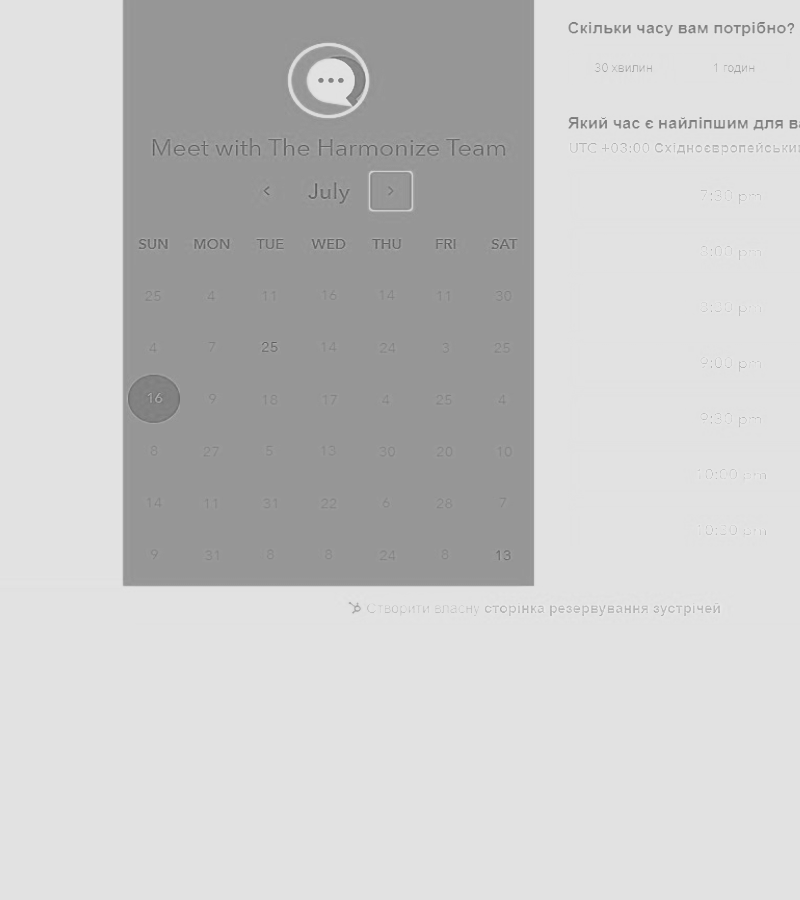 Meet with The Harmonize Team
July
SUN MON TUE WED THU FRI SAT
25 4 11 16 14 11 30
4 7 25 14 24 3 25
16 9 18 17 4 25 4
8 27 5 13 30 20 10
14 11 31 22 6 28 7
9 31 8 8 24 8 13
Скільки часу вам потрібно?
30 хвилин 1 годин
Який час є найліпшим для
UTC +03:00 Східноєвропейськи
7:30 pm
8:00 pm
8:30 pm
9:00 pm
9:30 pm
10:00 pm
10:30 pm
Створити власну сторінка резервування зустрічей